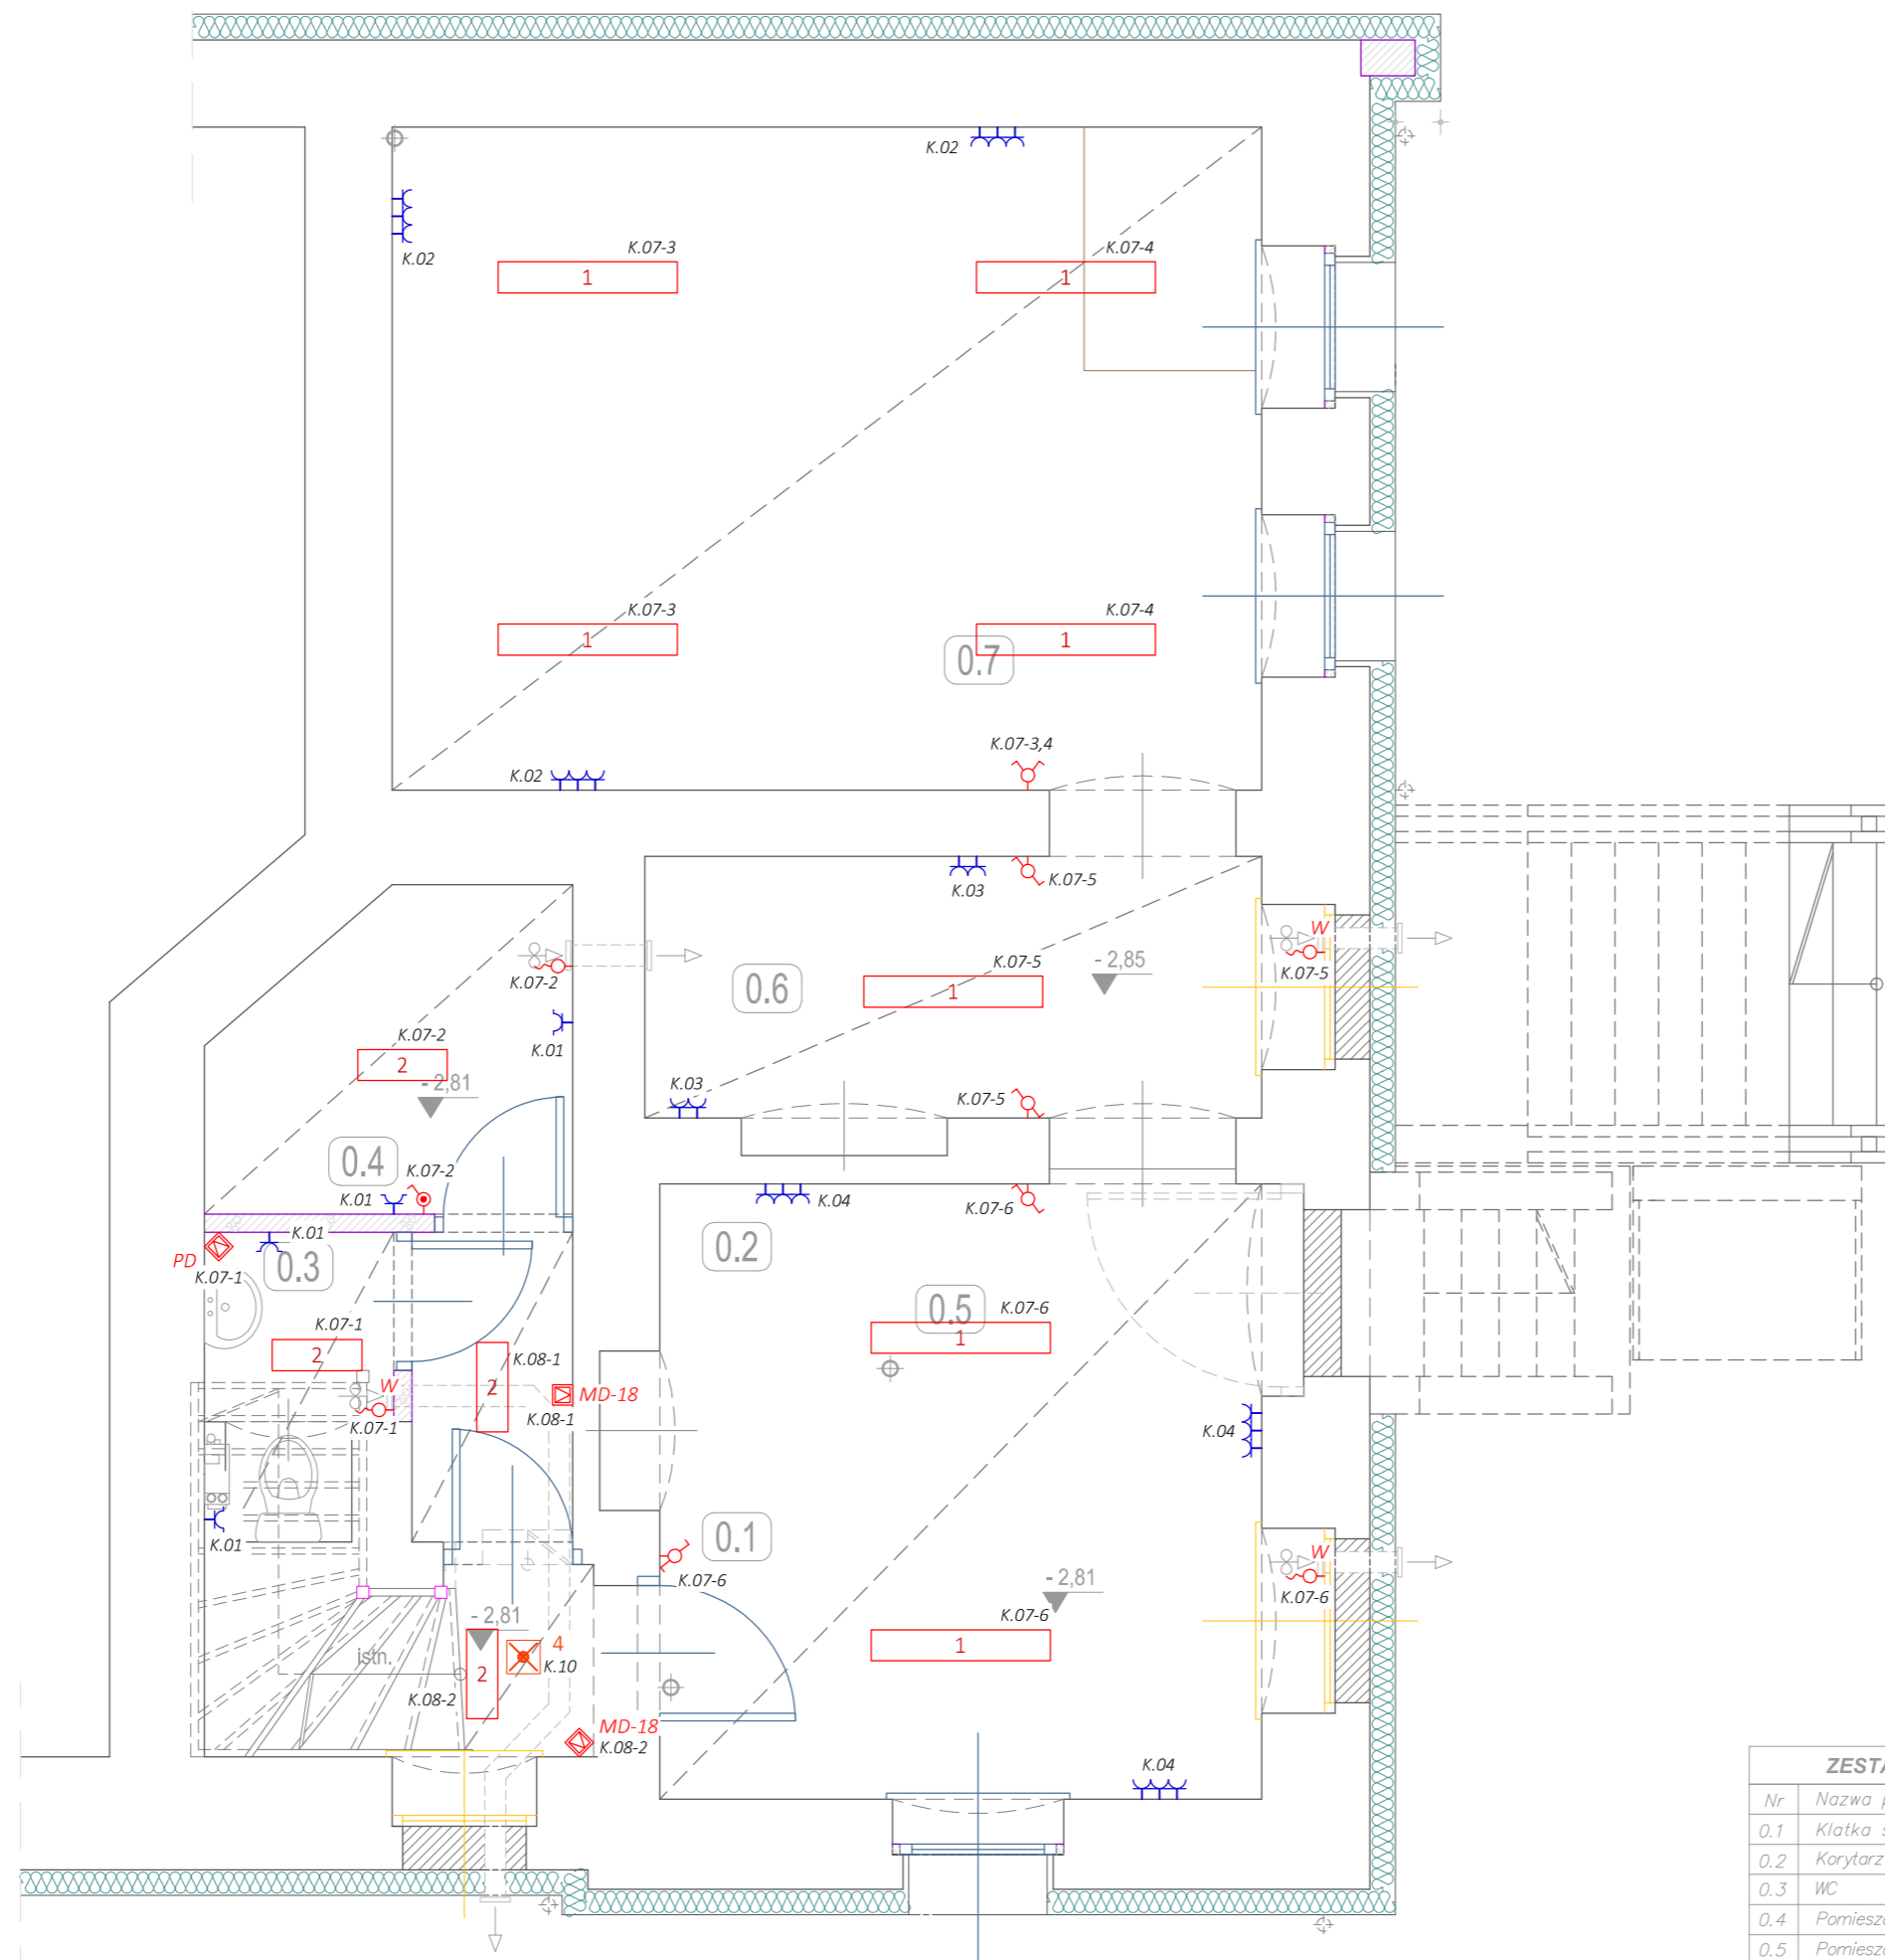 K.02
K.02
K.07-3
K.07-4
1
1
K.07-3
K.07-4
1
1
0.7
K.07-3,4
K.02
K.03
K.07-5
W
K.07-2
K.07-5
- 2,85
K.07-5
0.6
1
K.01
K.07-2
2
- 2,81
K.03
K.07-5
0.4
K.07-2
K.01
K.04
K.07-6
K.01
0.2
PD
K.07-1
0.3
0.5
K.07-6
1
K.07-1
2
K.08-1
2
W
MD-18
K.07-1
K.08-1
K.04
K.01
0.1
W
K.07-6
K.07-6
- 2,81
- 2,81
K.07-6
1
istn.
2
4
K.10
K.08-2
MD-18
K.08-2
K.04
Nr
0.1 Klatka
0.2 Korytarz
0.3 WC
0.4
0.5